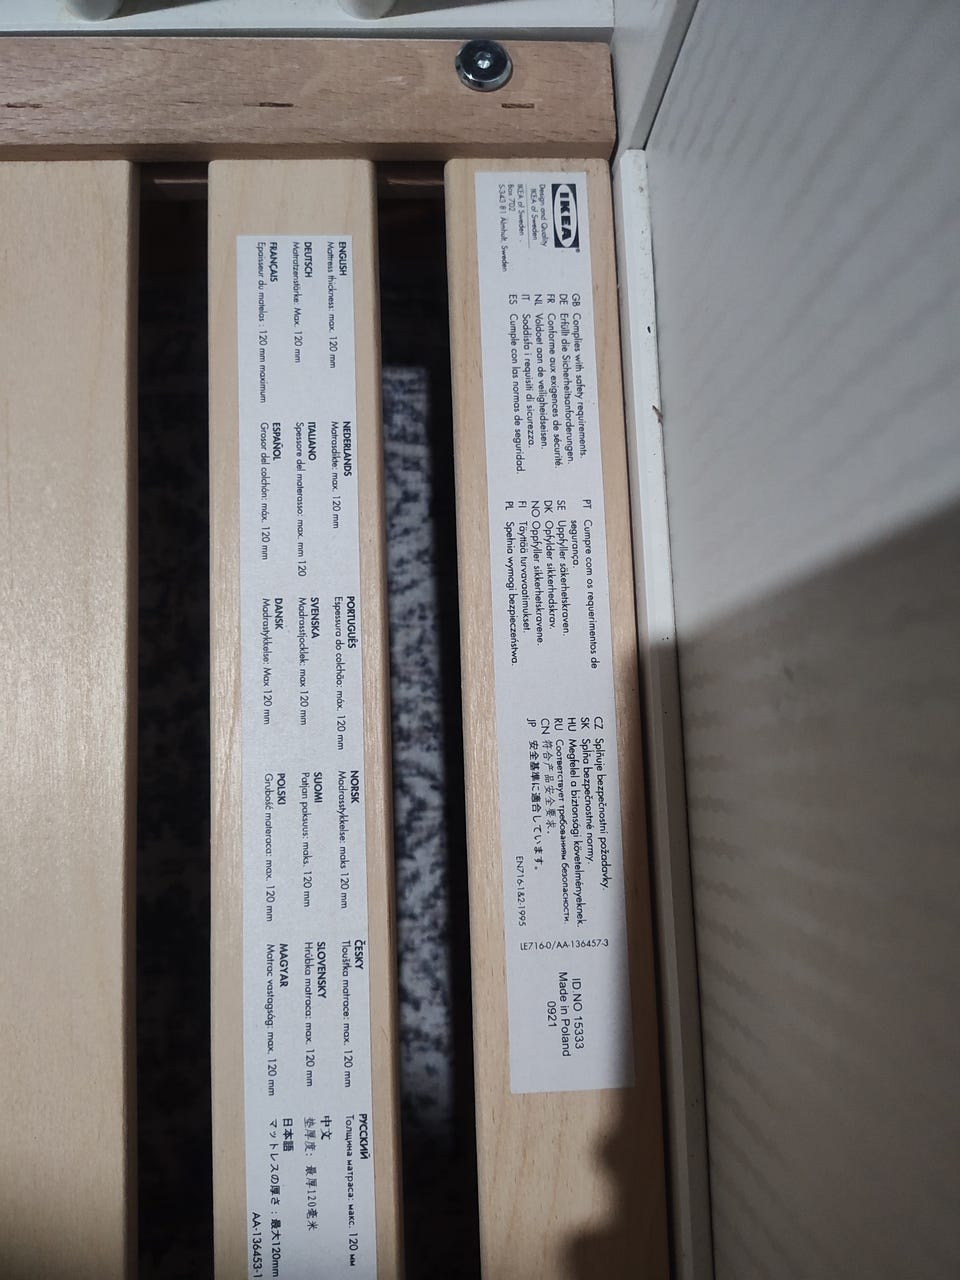 IKEA®
Design and Quality
IKEA of Sweden
IKEA of Sweden
Box 702
S-343 81 Älmhult, Sweden
GB Complies with safety requirements.
DE Erfüllt die Sicherheitsanforderungen.
FR Conforme aux exigences de sécurité.
NL Voldoet aan de veiligheidseisen.
IT Soddisfa i requisiti di sicurezza.
ES Cumple con las normas de seguridad.
PT Cumpre com os requerimentos de
segurança.
SE Uppfyller säkerhetskraven.
DK Opfylder sikkerhedskrav.
NO Oppfyller sikkerhetskravene.
FI Täyttää turvavaatimukset.
PL Spełnia wymogi bezpieczeństwa.
CZ Splňuje bezpečnostní požadavky.
SK Spĺňa bezpečnostné normy.
HU Megfelel a biztonsági követelményeknek.
RU Соответствует требованиям безопасности.
CN 符合产品安全要求。
JP 安全基準に適合しています。
EN716-1&2-1995
LE716-0/AA-136457-3
ID.NO 15333
Made in Poland
0921
ENGLISH
Mattress thickness: max. 120 mm
DEUTSCH
Matratzenstärke: Max. 120 mm
FRANÇAIS
Epaisseur du matelas : 120 mm maximum
NEDERLANDS
Matrasdikte: max. 120 mm
ITALIANO
Spessore del materasso: max. mm 120
ESPAÑOL
Grosor del colchón: máx. 120 mm
PORTUGUÊS
Espessura do colchão: máx. 120 mm
SVENSKA
Madrasstjocklek: max 120 mm
DANSK
Madrastykkelse: Max 120 mm
NORSK
Madrasstykkelse: maks 120 mm
SUOMI
Patjan paksuus: maks. 120 mm
POLSKI
Grubość materaca: max. 120 mm
ČESKY
Tloušťka matrace: max. 120 mm
SLOVENSKY
Hrúbka matraca: max. 120 mm
MAGYAR
Matrac vastagság: max. 120 mm
РУССКИЙ
Толщина матраса: макс. 120 мм
中文
垫厚度：最厚120毫米
日本語
マットレスの厚さ：最大120mm
AA-136453-1